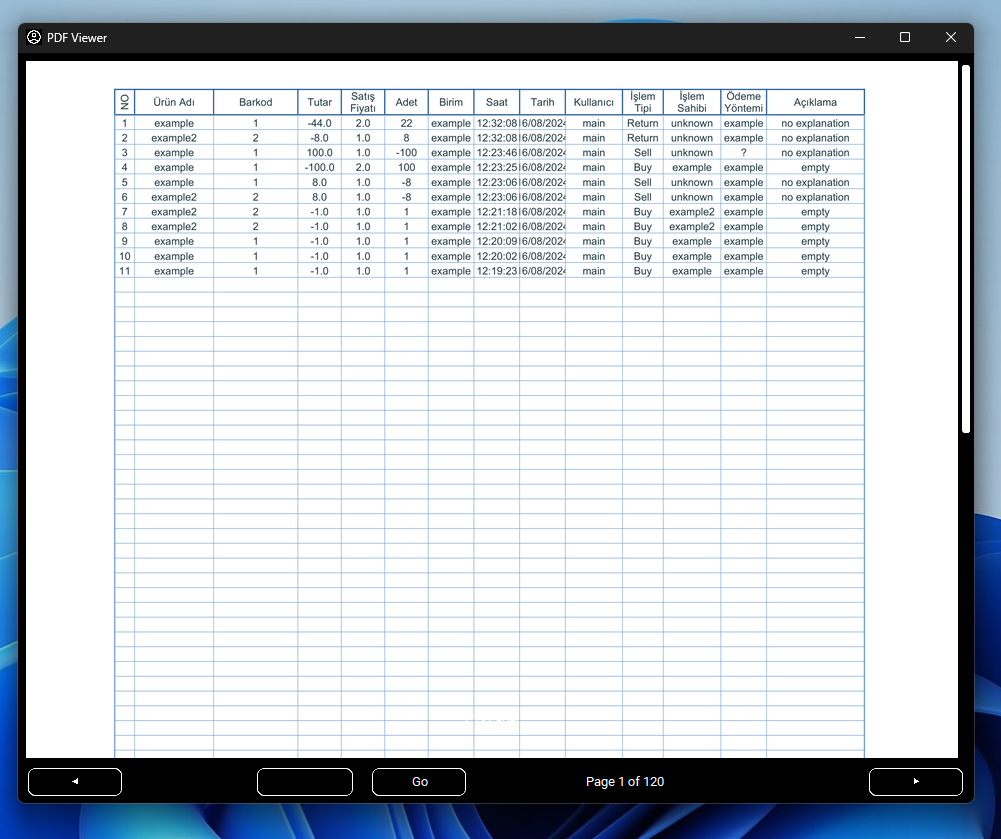 PDF Viewer
NO Ürün Adı Barkod Tutar Satış Fiyatı Adet Birim Saat Tarih Kullanıcı İşlem Tipi İşlem Sahibi Ödeme Yöntemi Açıklama
1 example 1 -44.0 2.0 22 example 12:32:08 6/08/2024 main Return unknown example no explanation
2 example2 2 -8.0 1.0 8 example 12:32:08 6/08/2024 main Return unknown example no explanation
3 example 1 100.0 1.0 -100 example 12:23:46 6/08/2024 main Sell unknown ? no explanation
4 example 1 -100.0 2.0 100 example 12:23:25 6/08/2024 main Buy example example empty
5 example 1 8.0 1.0 -8 example 12:23:06 6/08/2024 main Sell unknown example no explanation
6 example2 2 8.0 1.0 -8 example 12:23:06 6/08/2024 main Sell unknown example no explanation
7 example2 2 -1.0 1.0 1 example 12:21:18 6/08/2024 main Buy example2 example empty
8 example2 2 -1.0 1.0 1 example 12:21:02 6/08/2024 main Buy example2 example empty
9 example 1 -1.0 1.0 1 example 12:20:09 6/08/2024 main Buy example example empty
10 example 1 -1.0 1.0 1 example 12:20:02 6/08/2024 main Buy example example empty
11 example 1 -1.0 1.0 1 example 12:19:23 6/08/2024 main Buy example example empty
Go Page 1 of 120